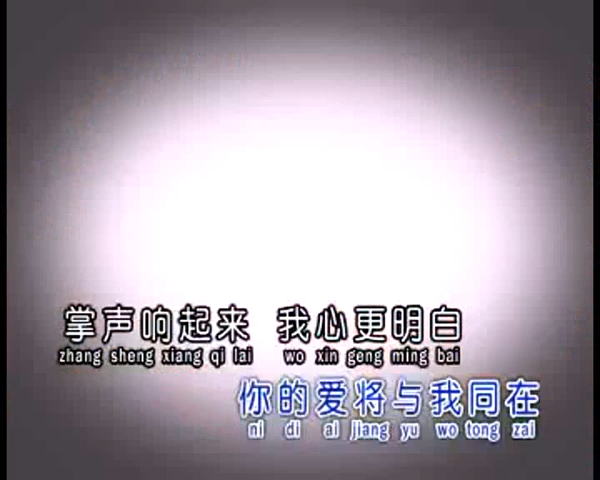 掌声响起来 我心更明白
zhang sheng xiang qi lai wo xin geng ming bai
你的爱将与我同在
ni di ai jiang yu wo tong zai